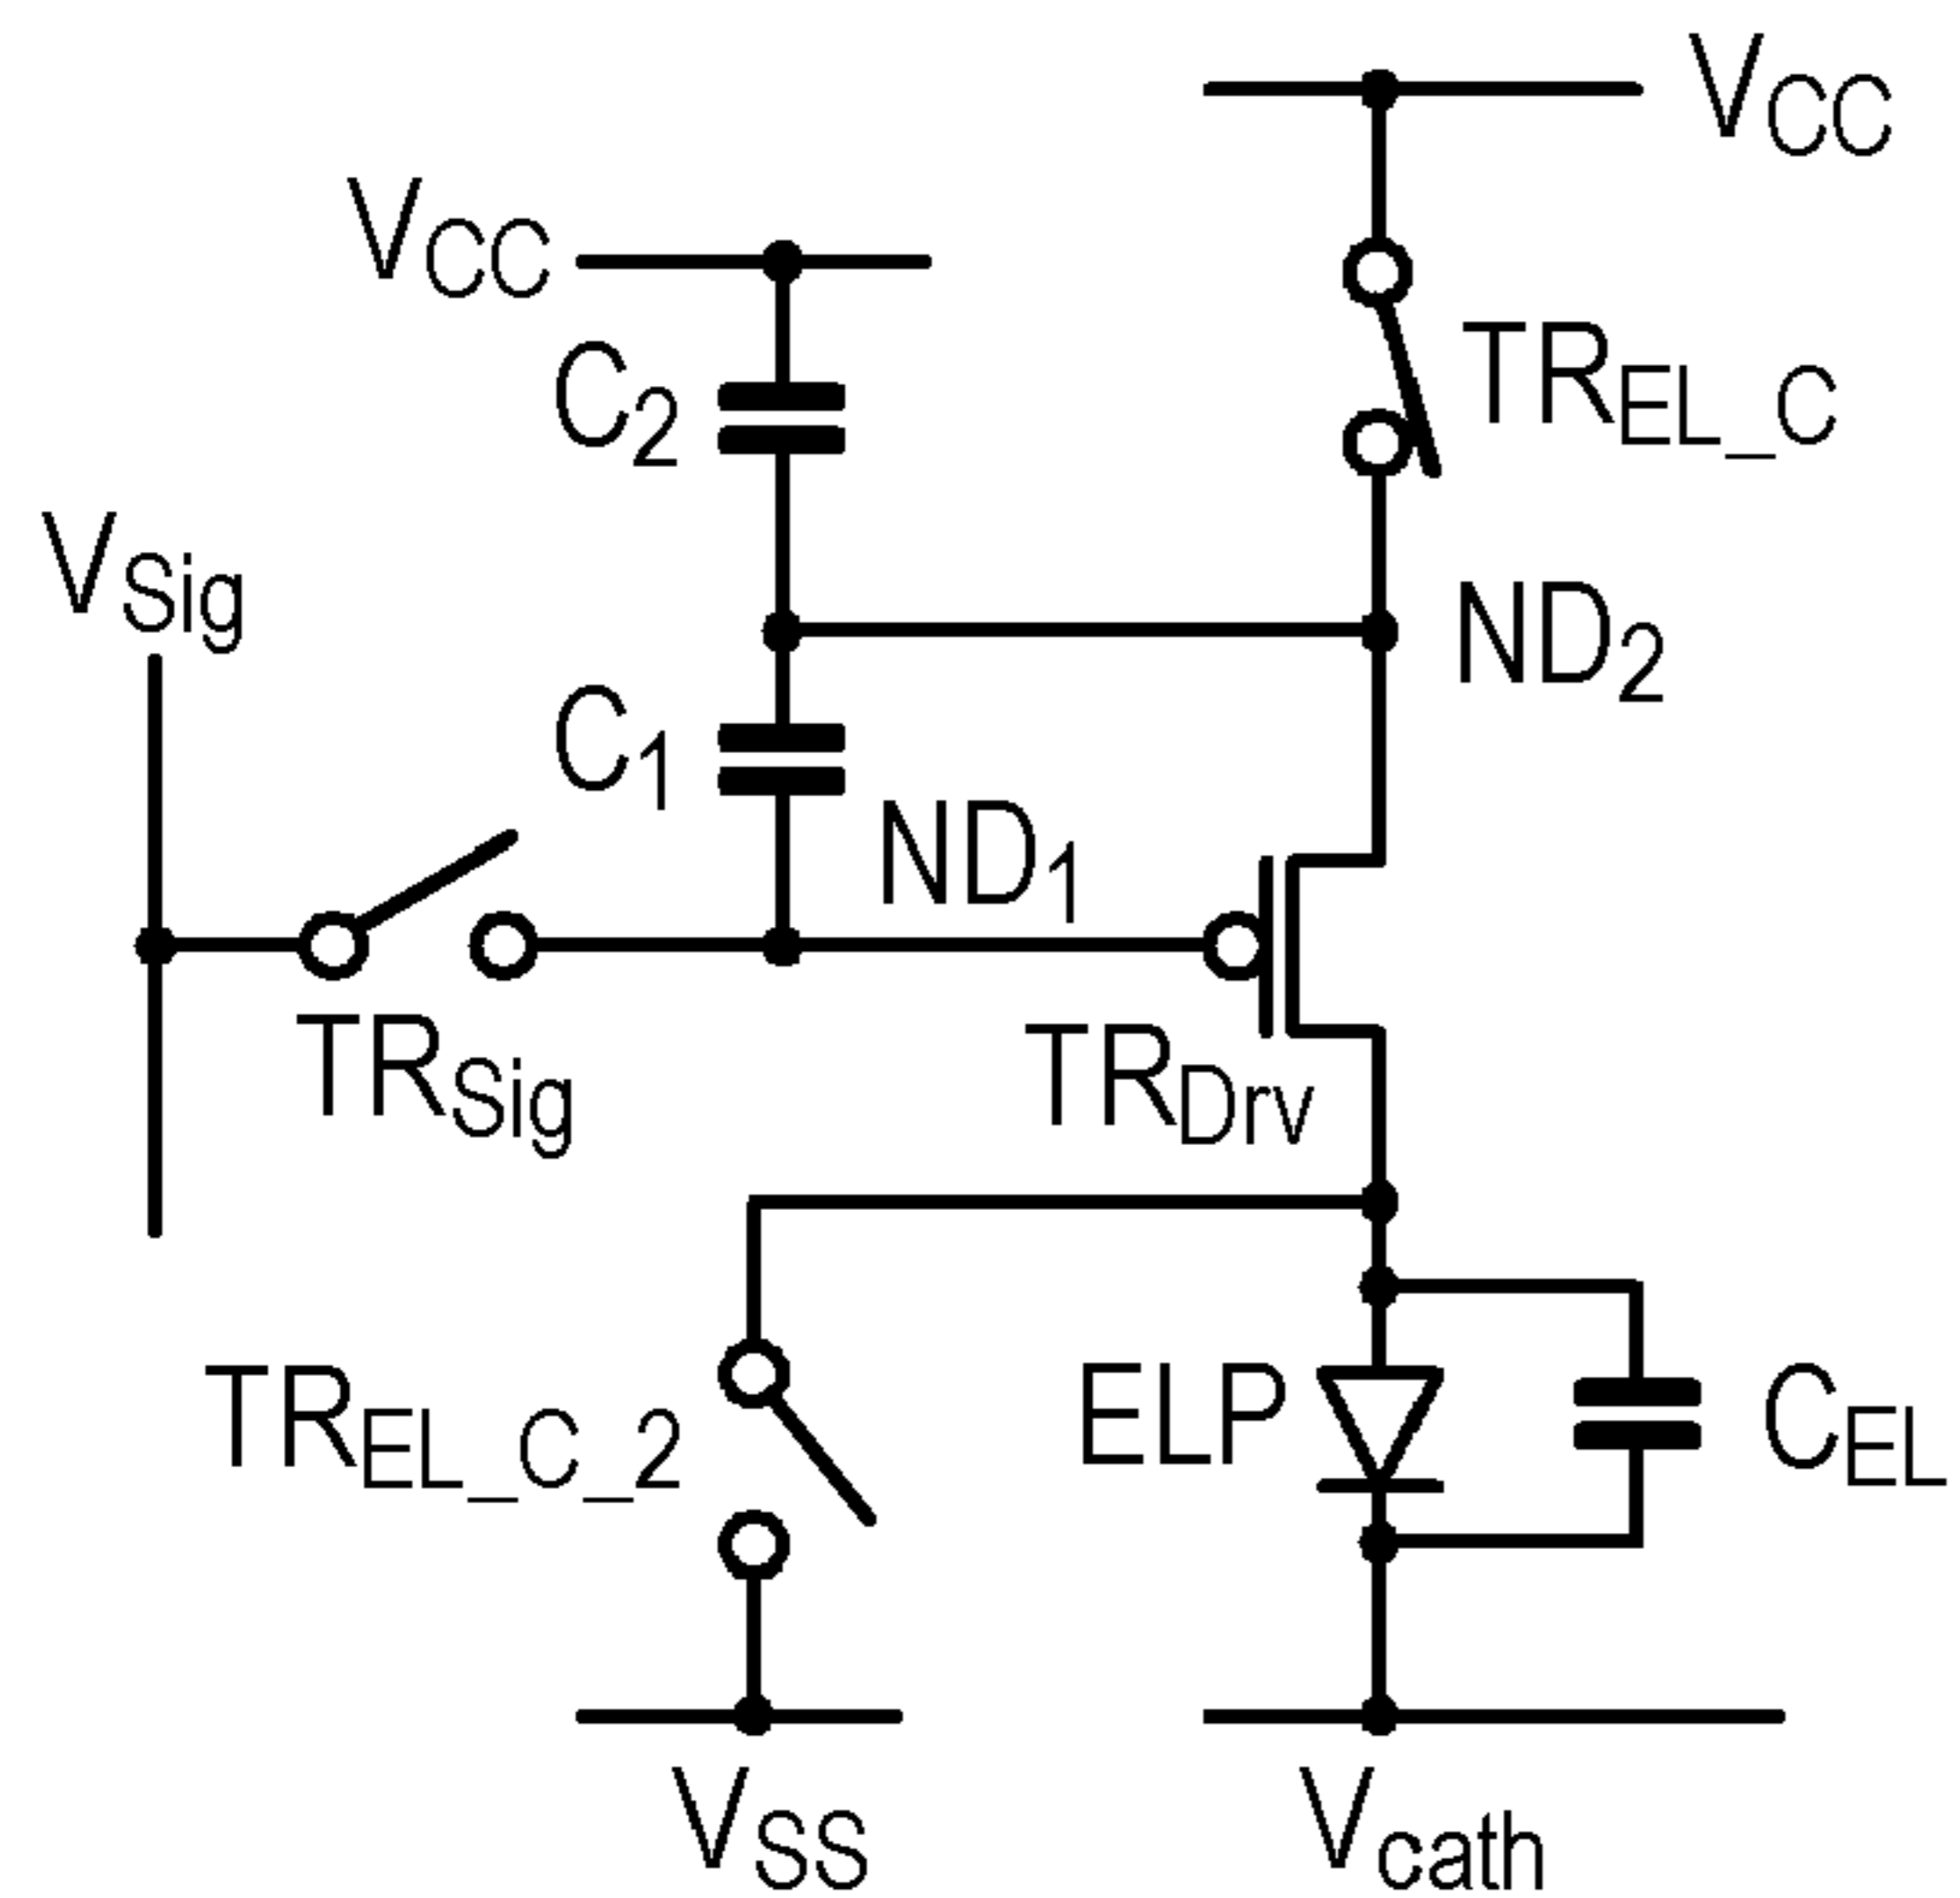 VCC
VCC
C2
TREL_C
VSig
ND2
C1
ND1
TRSig
TRDrv
TREL_C_2
ELP
CEL
VSS
Vcath